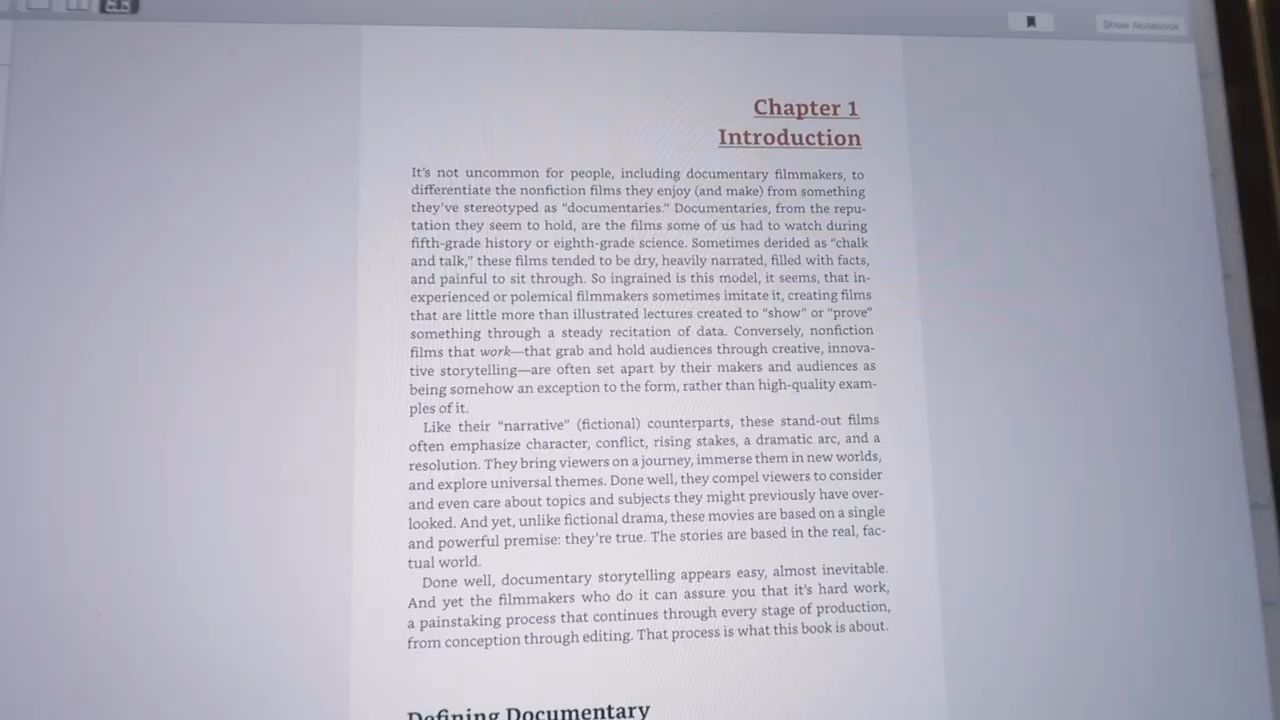 Show Notebook
Chapter 1
Introduction
It's not uncommon for people, including documentary filmmakers, to
differentiate the nonfiction films they enjoy (and make) from something
they've stereotyped as “documentaries.” Documentaries, from the repu-
tation they seem to hold, are the films some of us had to watch during
fifth-grade history or eighth-grade science. Sometimes derided as “chalk
and talk,” these films tended to be dry, heavily narrated, filled with facts,
and painful to sit through. So ingrained is this model, it seems, that in-
experienced or polemical filmmakers sometimes imitate it, creating films
that are little more than illustrated lectures created to “show” or “prove”
something through a steady recitation of data. Conversely, nonfiction
films that work—that grab and hold audiences through creative, innova-
tive storytelling—are often set apart by their makers and audiences as
being somehow an exception to the form, rather than high-quality exam-
ples of it.
Like their “narrative” (fictional) counterparts, these stand-out films
often emphasize character, conflict, rising stakes, a dramatic arc, and a
resolution. They bring viewers on a journey, immerse them in new worlds,
and explore universal themes. Done well, they compel viewers to consider
and even care about topics and subjects they might previously have over-
looked. And yet, unlike fictional drama, these movies are based on a single
and powerful premise: they're true. The stories are based in the real, fac-
tual world.
Done well, documentary storytelling appears easy, almost inevitable.
And yet the filmmakers who do it can assure you that it's hard work,
a painstaking process that continues through every stage of production,
from conception through editing. That process is what this book is about.
Defining Documentary